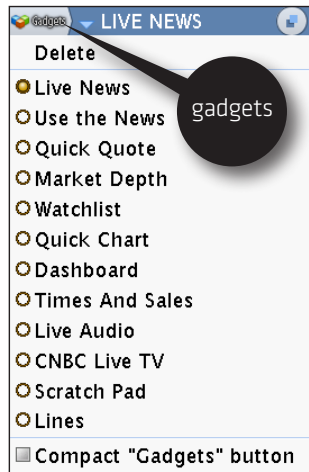 Gadgets LIVE NEWS
Delete
gadgets
Live News
Use the News
Quick Quote
Market Depth
Watchlist
Quick Chart
Dashboard
Times And Sales
Live Audio
CNBC Live TV
Scratch Pad
Lines
Compact "Gadgets" button